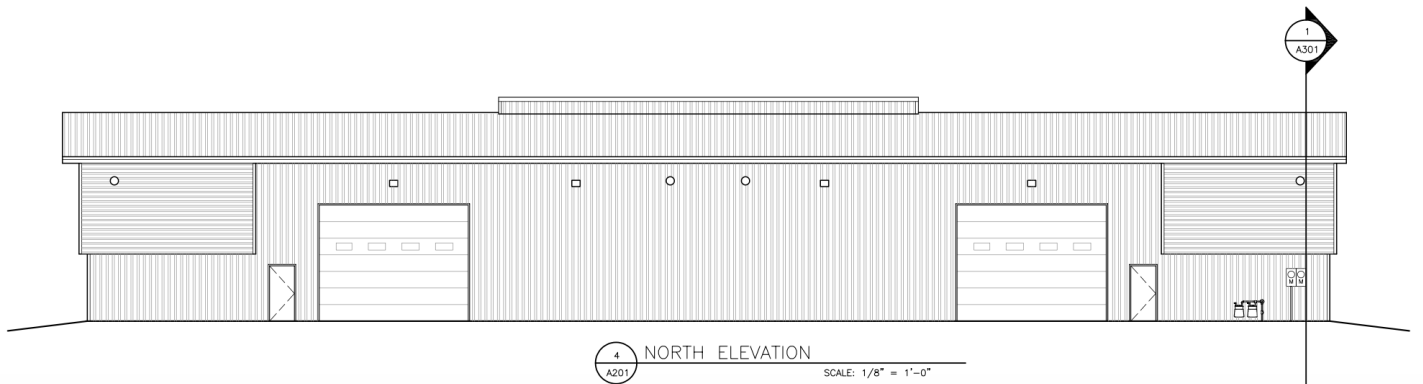 1
A301
M M
4
A201
NORTH ELEVATION
SCALE: 1/8" = 1'-0"